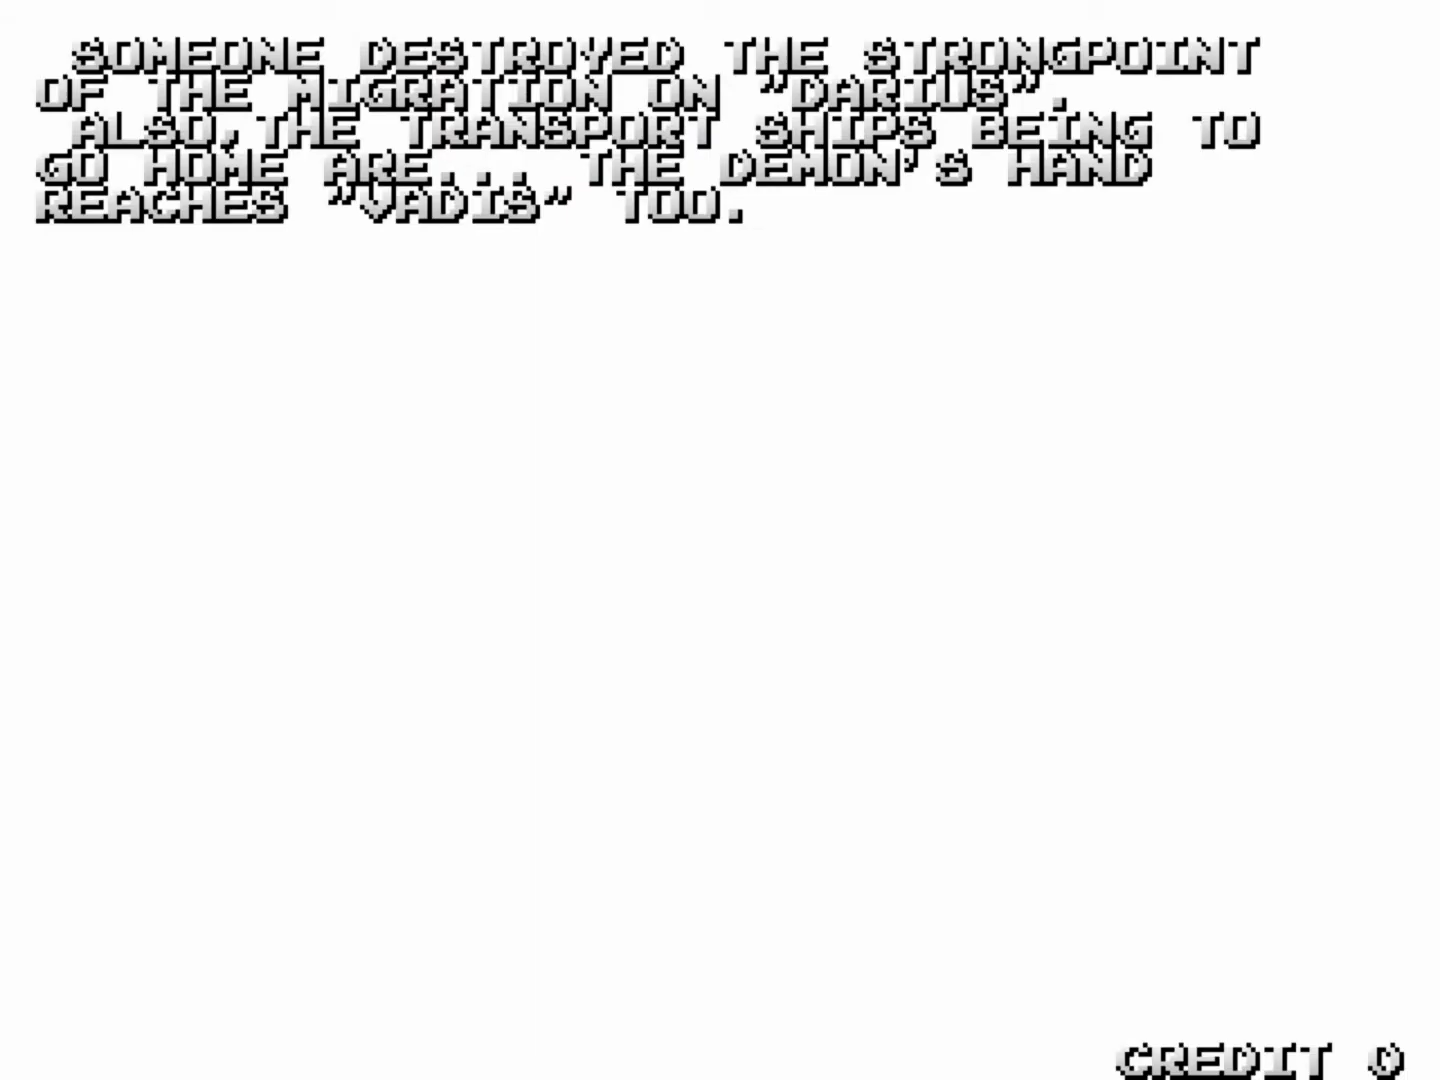 SOMEONE DESTROYED THE STRONGPOINT
OF THE MIGRATION ON "DARIUS".
ALSO,THE TRANSPORT SHIPS BEING TO
GO HOME ARE... THE DEMON'S HAND
REACHES "VADIS" TOO.
CREDIT 0